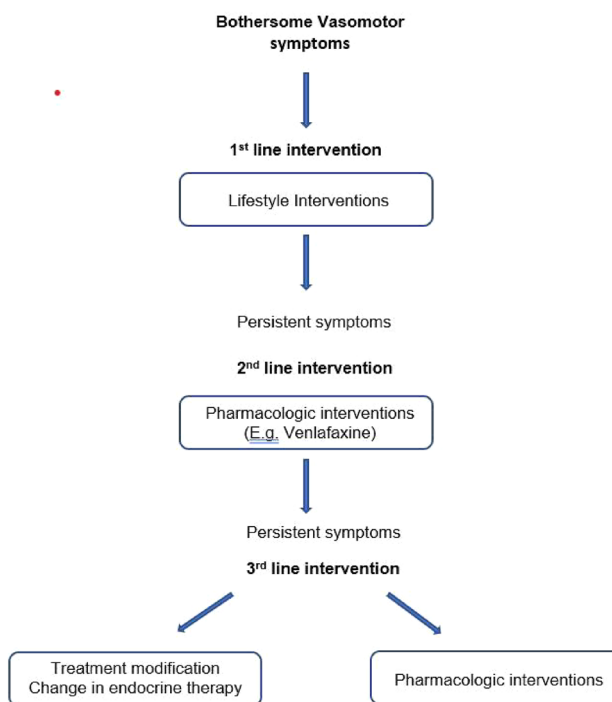 Bothersome Vasomotor
symptoms
1st line intervention
Lifestyle Interventions
Persistent symptoms
2nd line intervention
Pharmacologic interventions
(E.g. Venlafaxine)
Persistent symptoms
3rd line intervention
Treatment modification
Change in endocrine therapy
Pharmacologic interventions